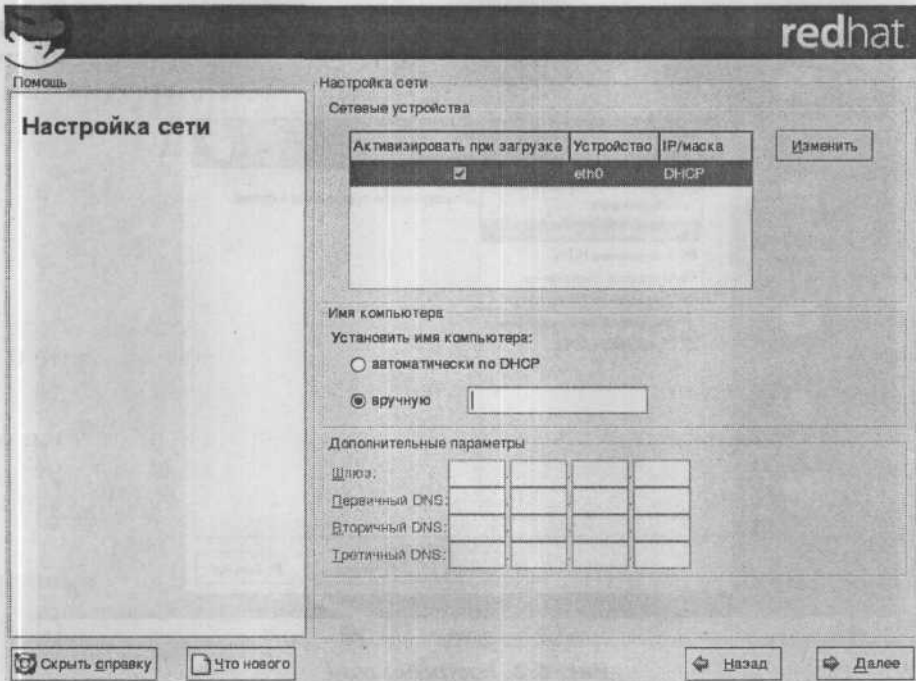 redhat
Помощь
Настройка сети
Настройка сети
Сетевые устройства
Активизировать при загрузке Устройство IP/маска
eth0 DHCP
Изменить
Имя компьютера
Установить имя компьютера:
автоматически по DHCP
вручную
Дополнительные параметры
Шлюз:
Первичный DNS:
Вторичный DNS:
Третичный DNS:
Скрыть справку
Что нового
Назад
Далее